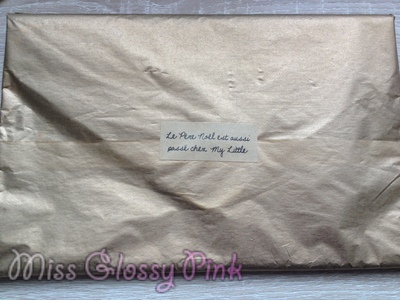 Le Père Noël est aussi
passé chez My Little
Miss Glossy Pink